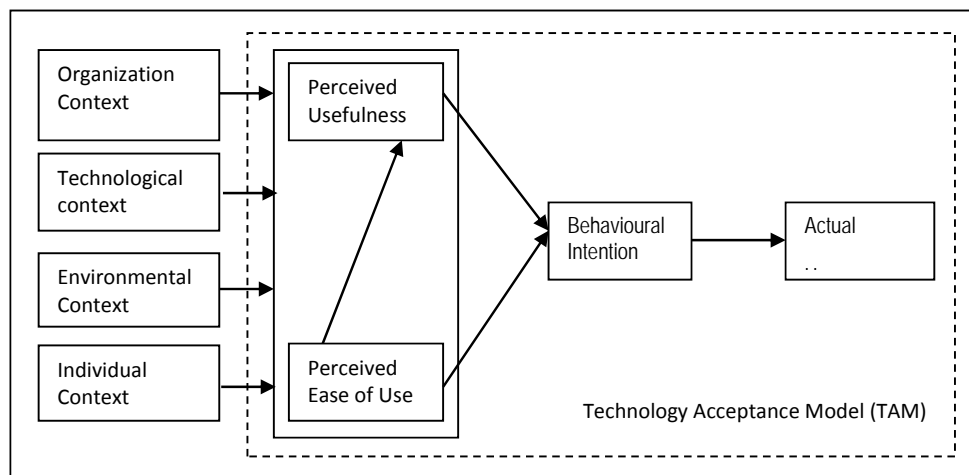 Organization
Context
Technological
context
Environmental
Context
Individual
Context
Perceived
Usefulness
Perceived
Ease of Use
Behavioural
Intention
Actual
. .
Technology Acceptance Model (TAM)